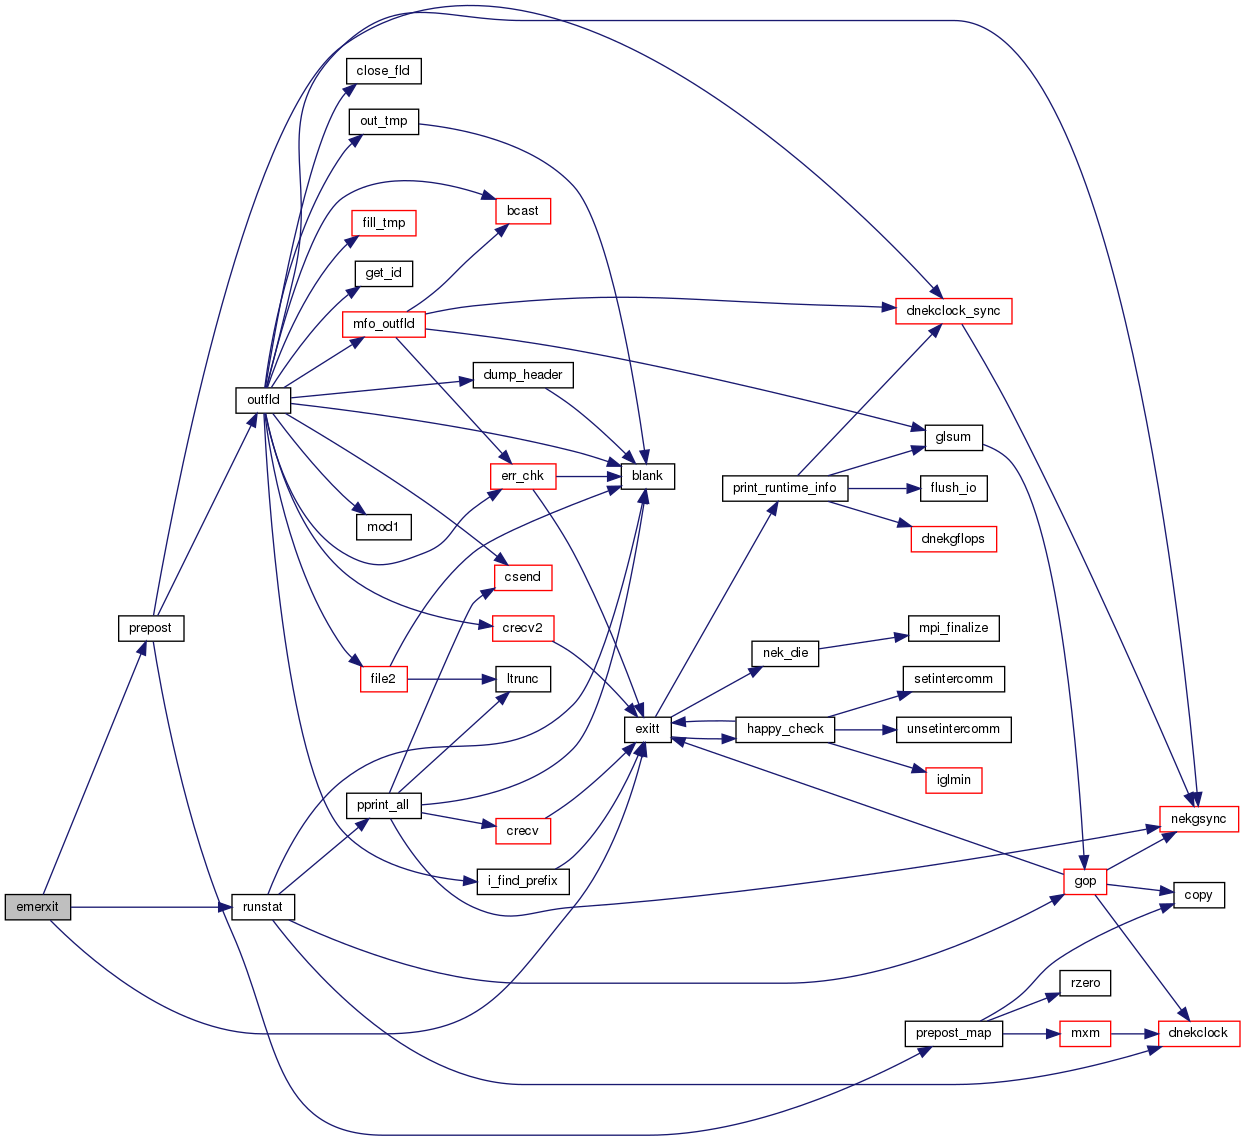 close_fld
out_tmp
bcast
fill_tmp
get_id
dnekclock_sync
mfo_outfld
dump_header
outfld
glsum
err_chk
blank
print_runtime_info
flush_io
mod1
dnekgflops
csend
prepost
crecv2
mpi_finalize
nek_die
file2
ltrunc
setintercomm
exitt
happy_check
unsetintercomm
iglmin
pprint_all
crecv
nekgsync
i_find_prefix
gop
copy
emerxit
runstat
rzero
prepost_map
mxm
dnekclock